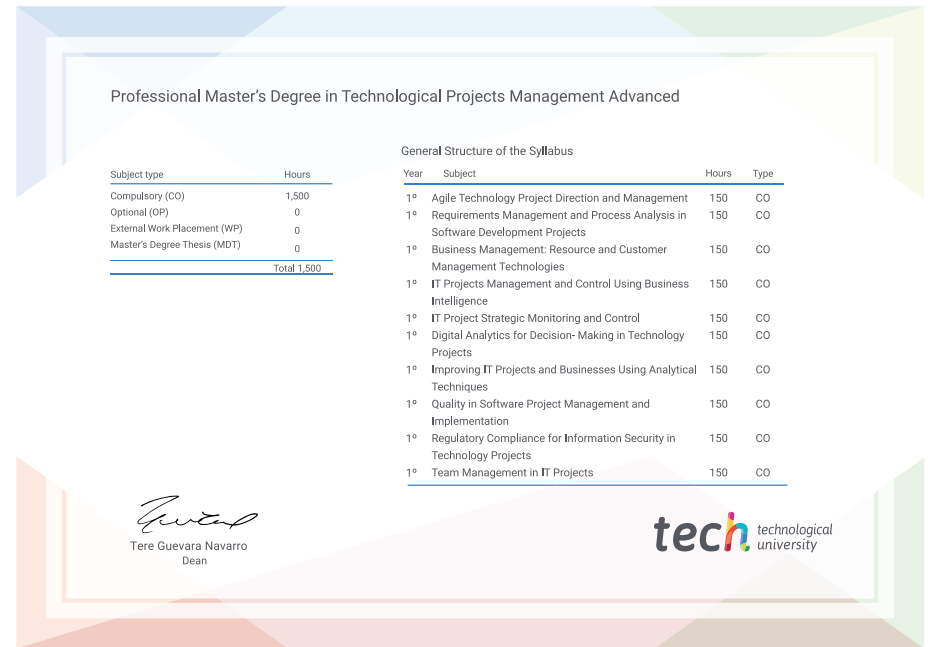 Professional Master's Degree in Technological Projects Management Advanced
Subject type Hours
Compulsory (CO) 1,500
Optional (OP) 0
External Work Placement (WP) 0
Master's Degree Thesis (MDT) 0
Total 1,500
General Structure of the Syllabus
Year Subject Hours Type
1º Agile Technology Project Direction and Management 150 CO
1º Requirements Management and Process Analysis in 150 CO
Software Development Projects
1º Business Management: Resource and Customer 150 CO
Management Technologies
1º IT Projects Management and Control Using Business 150 CO
Intelligence
1º IT Project Strategic Monitoring and Control 150 CO
1º Digital Analytics for Decision- Making in Technology 150 CO
Projects
1º Improving IT Projects and Businesses Using Analytical 150 CO
Techniques
1º Quality in Software Project Management and 150 CO
Implementation
1º Regulatory Compliance for Information Security in 150 CO
Technology Projects
1º Team Management in IT Projects 150 CO
Tere Guevara Navarro
Dean
tech technological
university